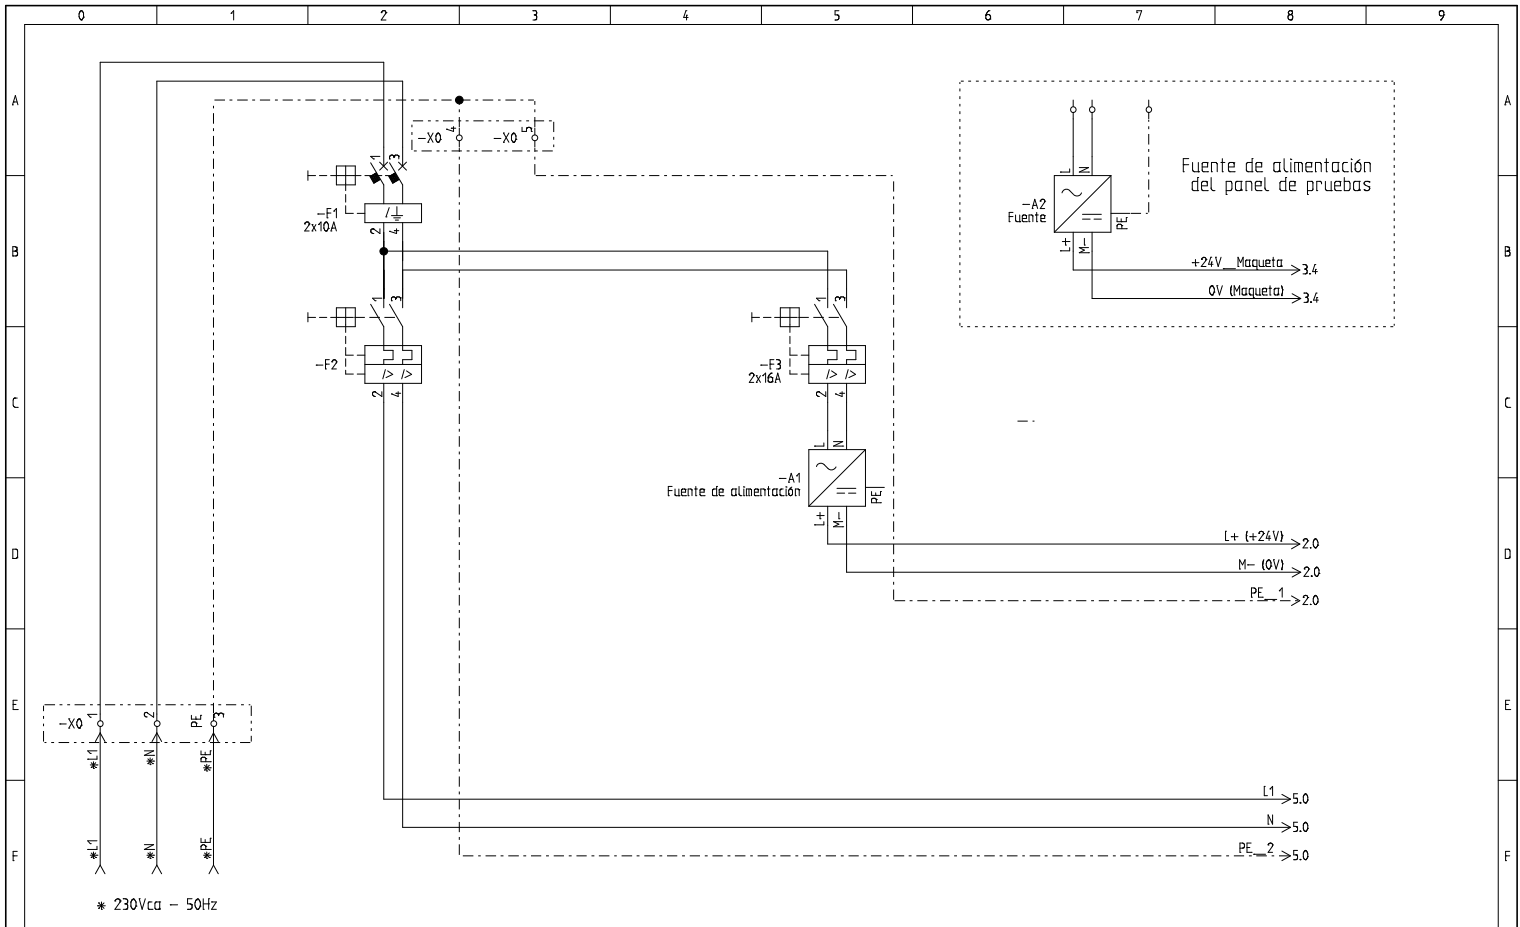 0 1 2 3 4 5 6 7 8 9
A A
-X0 4 -X0 5
1 3
L N
Fuente de alimentación
del panel de pruebas
-A2
Fuente
PE
-F1
2x10A
2 4
L+ M-
B B
+24V__Maqueta 3.4
0V (Maqueta) 3.4
1 3
1 3
-F2
-F3
2x16A
I> I>
I> I>
2 4
2 4
C C
L N
-A1
Fuente de alimentación
PE
L+ M-
L+ (+24V) 2.0
D D
M- (0V) 2.0
PE__1 2.0
E E
-X0 1 2 PE 3
*L1 *N *PE
L1 5.0
N 5.0
*L1 *N *PE
PE__2 5.0
F F
* 230Vca - 50Hz